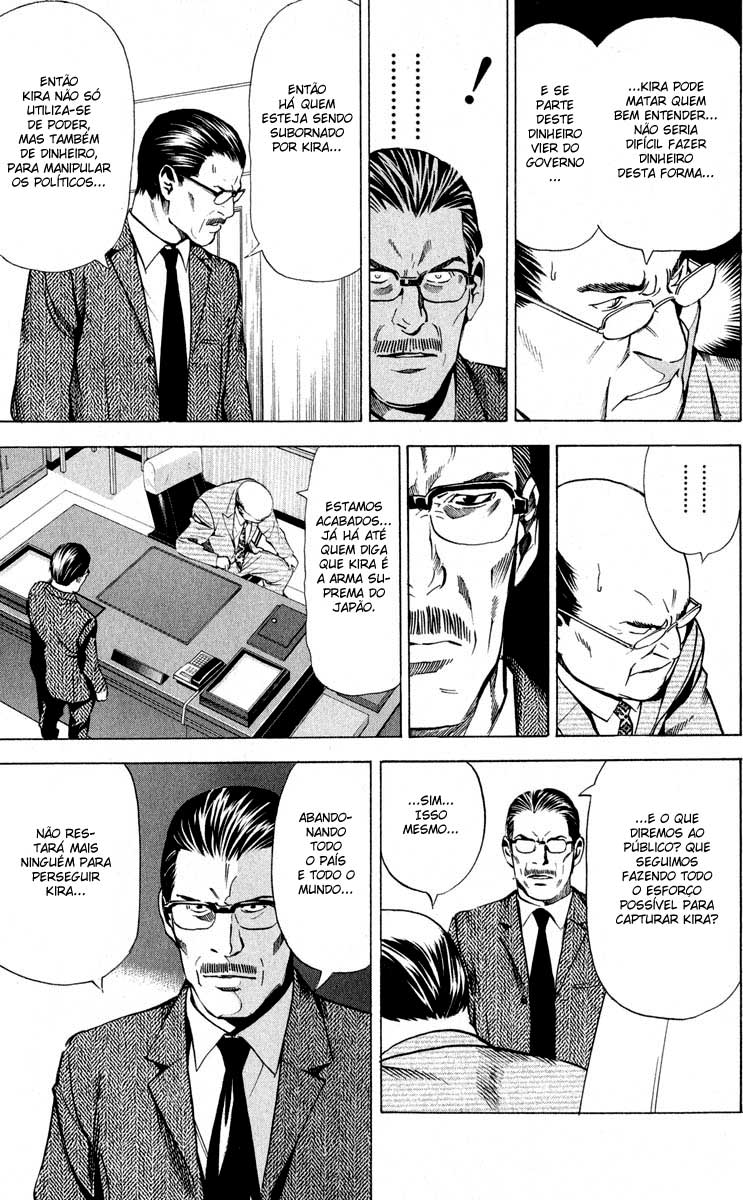 ...KIRA PODE
MATAR QUEM
BEM ENTENDER...
NÃO SERIA
DIFÍCIL FAZER
DINHEIRO
DESTA FORMA...
E SE
PARTE
DESTE
DINHEIRO
VIER DO
GOVERNO
...
!
......
......
ENTÃO
HÁ QUEM
ESTEJA SENDO
SUBORNADO
POR KIRA...
ENTÃO
KIRA NÃO SÓ
UTILIZA-SE
DE PODER,
MAS TAMBÉM
DE DINHEIRO,
PARA MANIPULAR
OS POLÍTICOS...
......
......
ESTAMOS
ACABADOS...
JÁ HÁ ATÉ
QUEM DIGA
QUE KIRA É
A ARMA SU-
PREMA DO
JAPÃO.
...E O QUE
DIREMOS AO
PÚBLICO? QUE
SEGUIMOS
FAZENDO TODO
O ESFORÇO
POSSÍVEL PARA
CAPTURAR KIRA?
...SIM...
ISSO
MESMO...
ABANDO-
NANDO
TODO
O PAÍS
E TODO O
MUNDO...
NÃO RES-
TARÁ MAIS
NINGUÉM PARA
PERSEGUIR
KIRA...